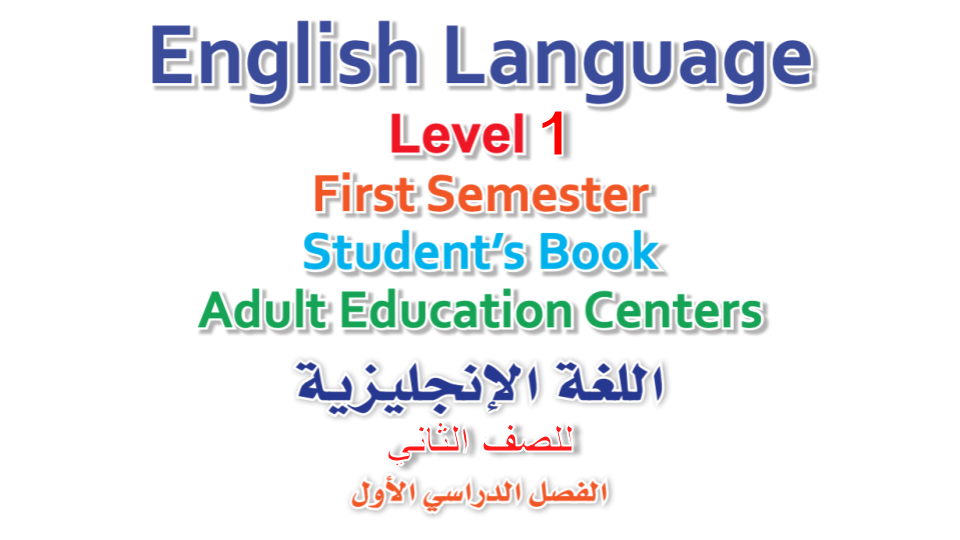 English Language
Level 1
First Semester
Student’s Book
Adult Education Centers
اللغة الإنجليزية
للصف الثاني
الفصل الدراسي الأول